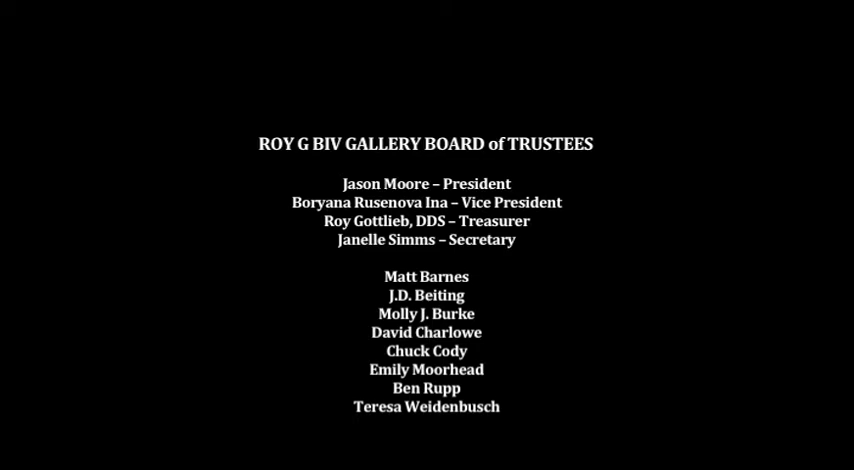 ROY G BIV GALLERY BOARD of TRUSTEES
Jason Moore – President
Boryana Rusenova Ina – Vice President
Roy Gottlieb, DDS – Treasurer
Janelle Simms – Secretary
Matt Barnes
J.D. Beiting
Molly J. Burke
David Charlowe
Chuck Cody
Emily Moorhead
Ben Rupp
Teresa Weidenbusch